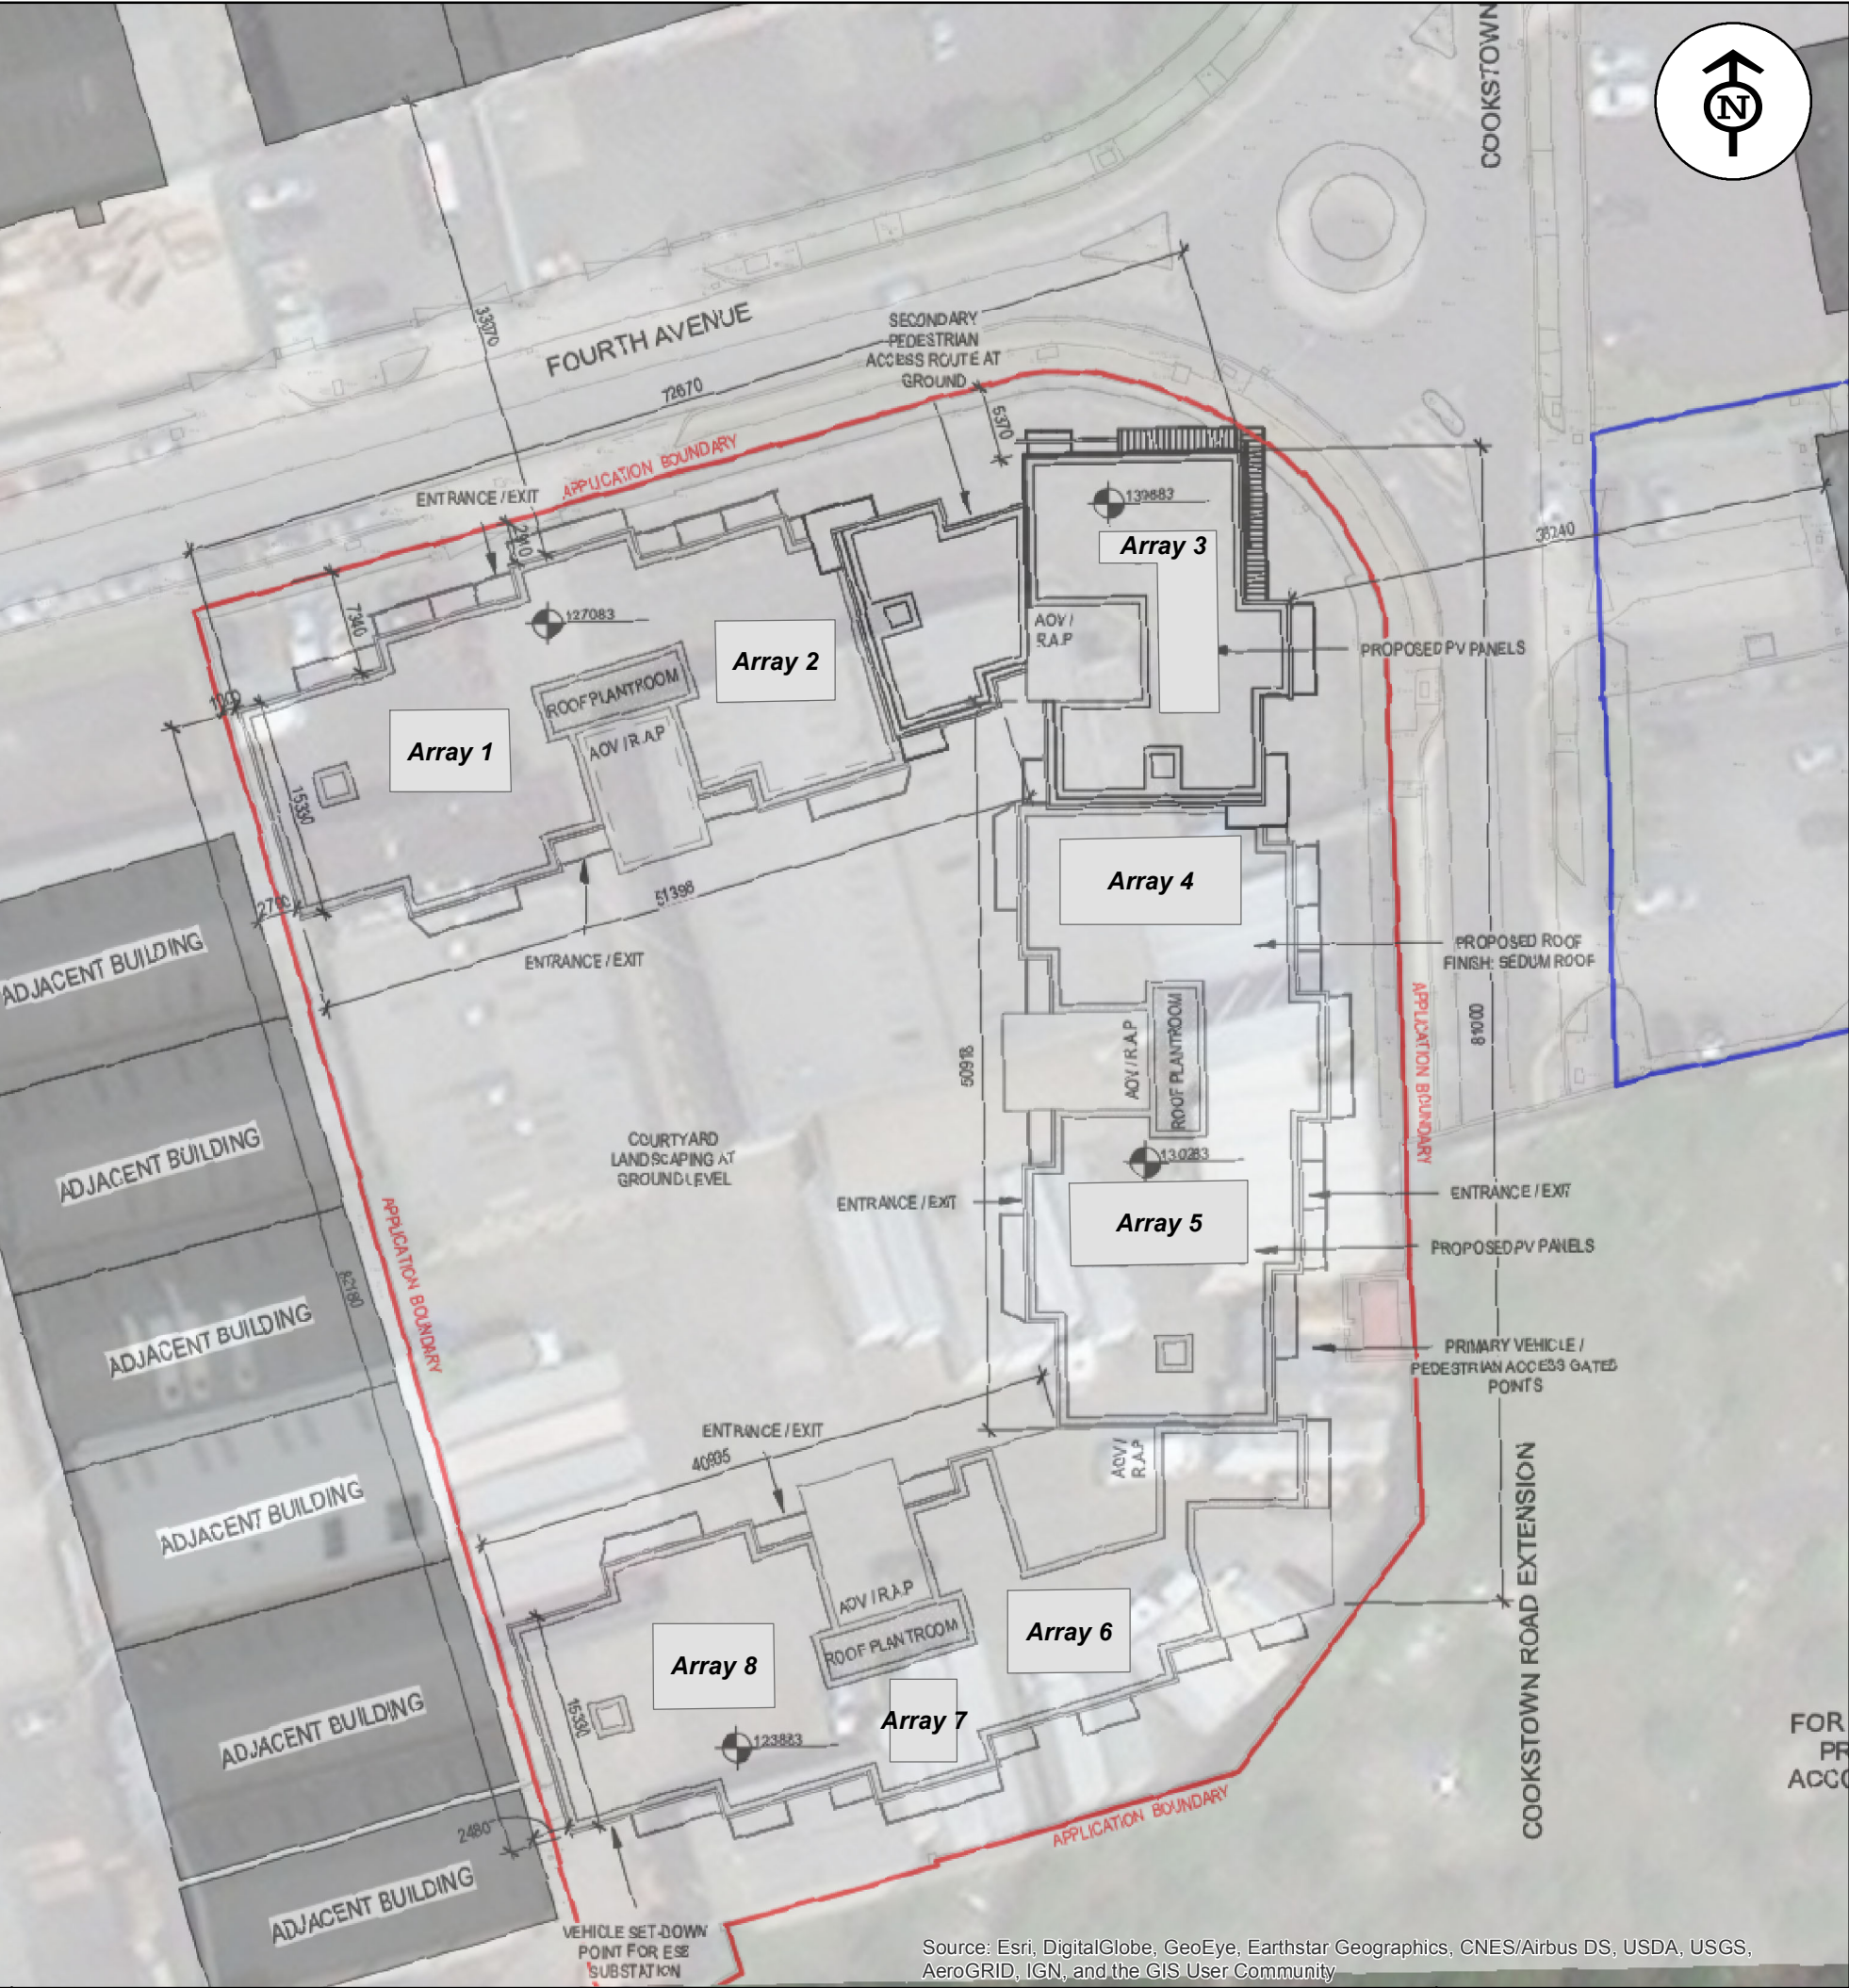 COOKSTOWN
N
33070
FOURTH AVENUE
72670
SECONDARY
PEDESTRIAN
ACCESS ROUTE AT
GROUND
5370
APPLICATION BOUNDARY
ENTRANCE / EXIT
139883
Array 3
7340
127083
AOV /
R.A.P
PROPOSED PV PANELS
Array 2
ROOF PLANTROOM
AOV / R.A.P
Array 1
15330
51398
ENTRANCE / EXIT
Array 4
PROPOSED ROOF
FINISH: SEDUM ROOF
ADJACENT BUILDING
APPLICATION BOUNDARY
81000
50918
AOV / R.A.P
ROOF PLANTROOM
COURTYARD
LANDSCAPING AT
GROUND LEVEL
ADJACENT BUILDING
130283
ENTRANCE / EXIT
ENTRANCE / EXIT
Array 5
PROPOSED PV PANELS
APPLICATION BOUNDARY
ADJACENT BUILDING
PRIMARY VEHICLE /
PEDESTRIAN ACCESS GATED
POINTS
ENTRANCE / EXIT
40935
AOV /
R.A.P
ADJACENT BUILDING
COOKSTOWN ROAD EXTENSION
AOV / R.A.P
ROOF PLANTROOM
Array 6
Array 8
Array 7
15330
123883
ADJACENT BUILDING
FOR
PR
ACCO
APPLICATION BOUNDARY
2480
ADJACENT BUILDING
VEHICLE SET-DOWN
POINT FOR ESB
SUBSTATION
Source: Esri, DigitalGlobe, GeoEye, Earthstar Geographics, CNES/Airbus DS, USDA, USGS,
AeroGRID, IGN, and the GIS User Community